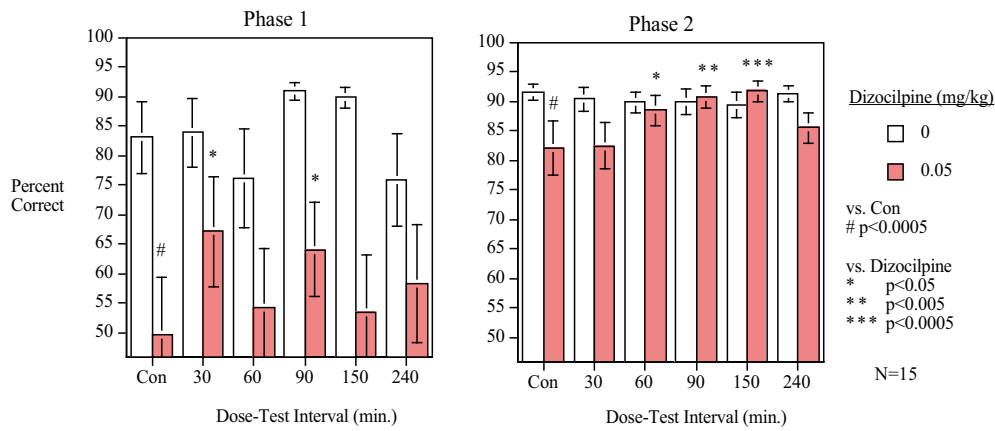 Phase 1
100
95
90
85
80
75
70
65
60
55
50
Percent
Correct
#
*
*
Con 30 60 90 150 240
Dose-Test Interval (min.)
Phase 2
100
95
90
85
80
75
70
65
60
55
50
#
*
**
***
Con 30 60 90 150 240
Dose-Test Interval (min.)
Dizocilpine (mg/kg)
0
0.05
vs. Con
# p<0.0005
vs. Dizocilpine
* p<0.05
** p<0.005
*** p<0.0005
N=15